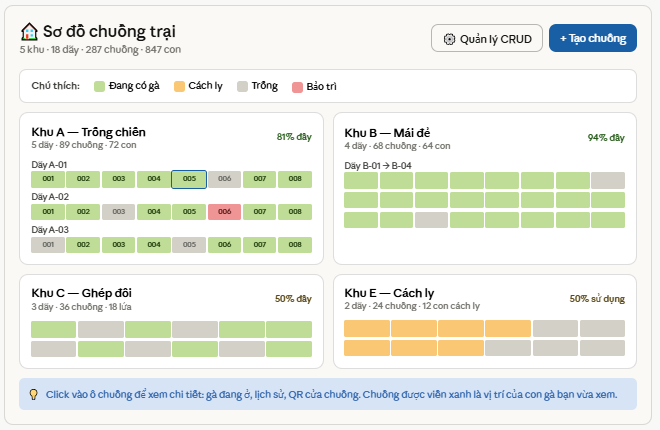 Sơ đồ chuồng trại
5 khu · 18 dãy · 287 chuồng · 847 con
Quản lý CRUD
+ Tạo chuồng
Chú thích:
Đang có gà
Cách ly
Trống
Bảo trì
Khu A — Trống chiến
5 dãy · 89 chuồng · 72 con
81% đầy
Dãy A-01
001 002 003 004 005 006 007 008
Dãy A-02
001 002 003 004 005 006 007 008
Dãy A-03
001 002 003 004 005 006 007 008
Khu B — Mái đẻ
4 dãy · 68 chuồng · 64 con
94% đầy
Dãy B-01 → B-04
Khu C — Ghép đôi
3 dãy · 36 chuồng · 18 lứa
50% đầy
Khu E — Cách ly
2 dãy · 24 chuồng · 12 con cách ly
50% sử dụng
Click vào ô chuồng để xem chi tiết: gà đang ở, lịch sử, QR cửa chuồng. Chuồng được viền xanh là vị trí của con gà bạn vừa xem.